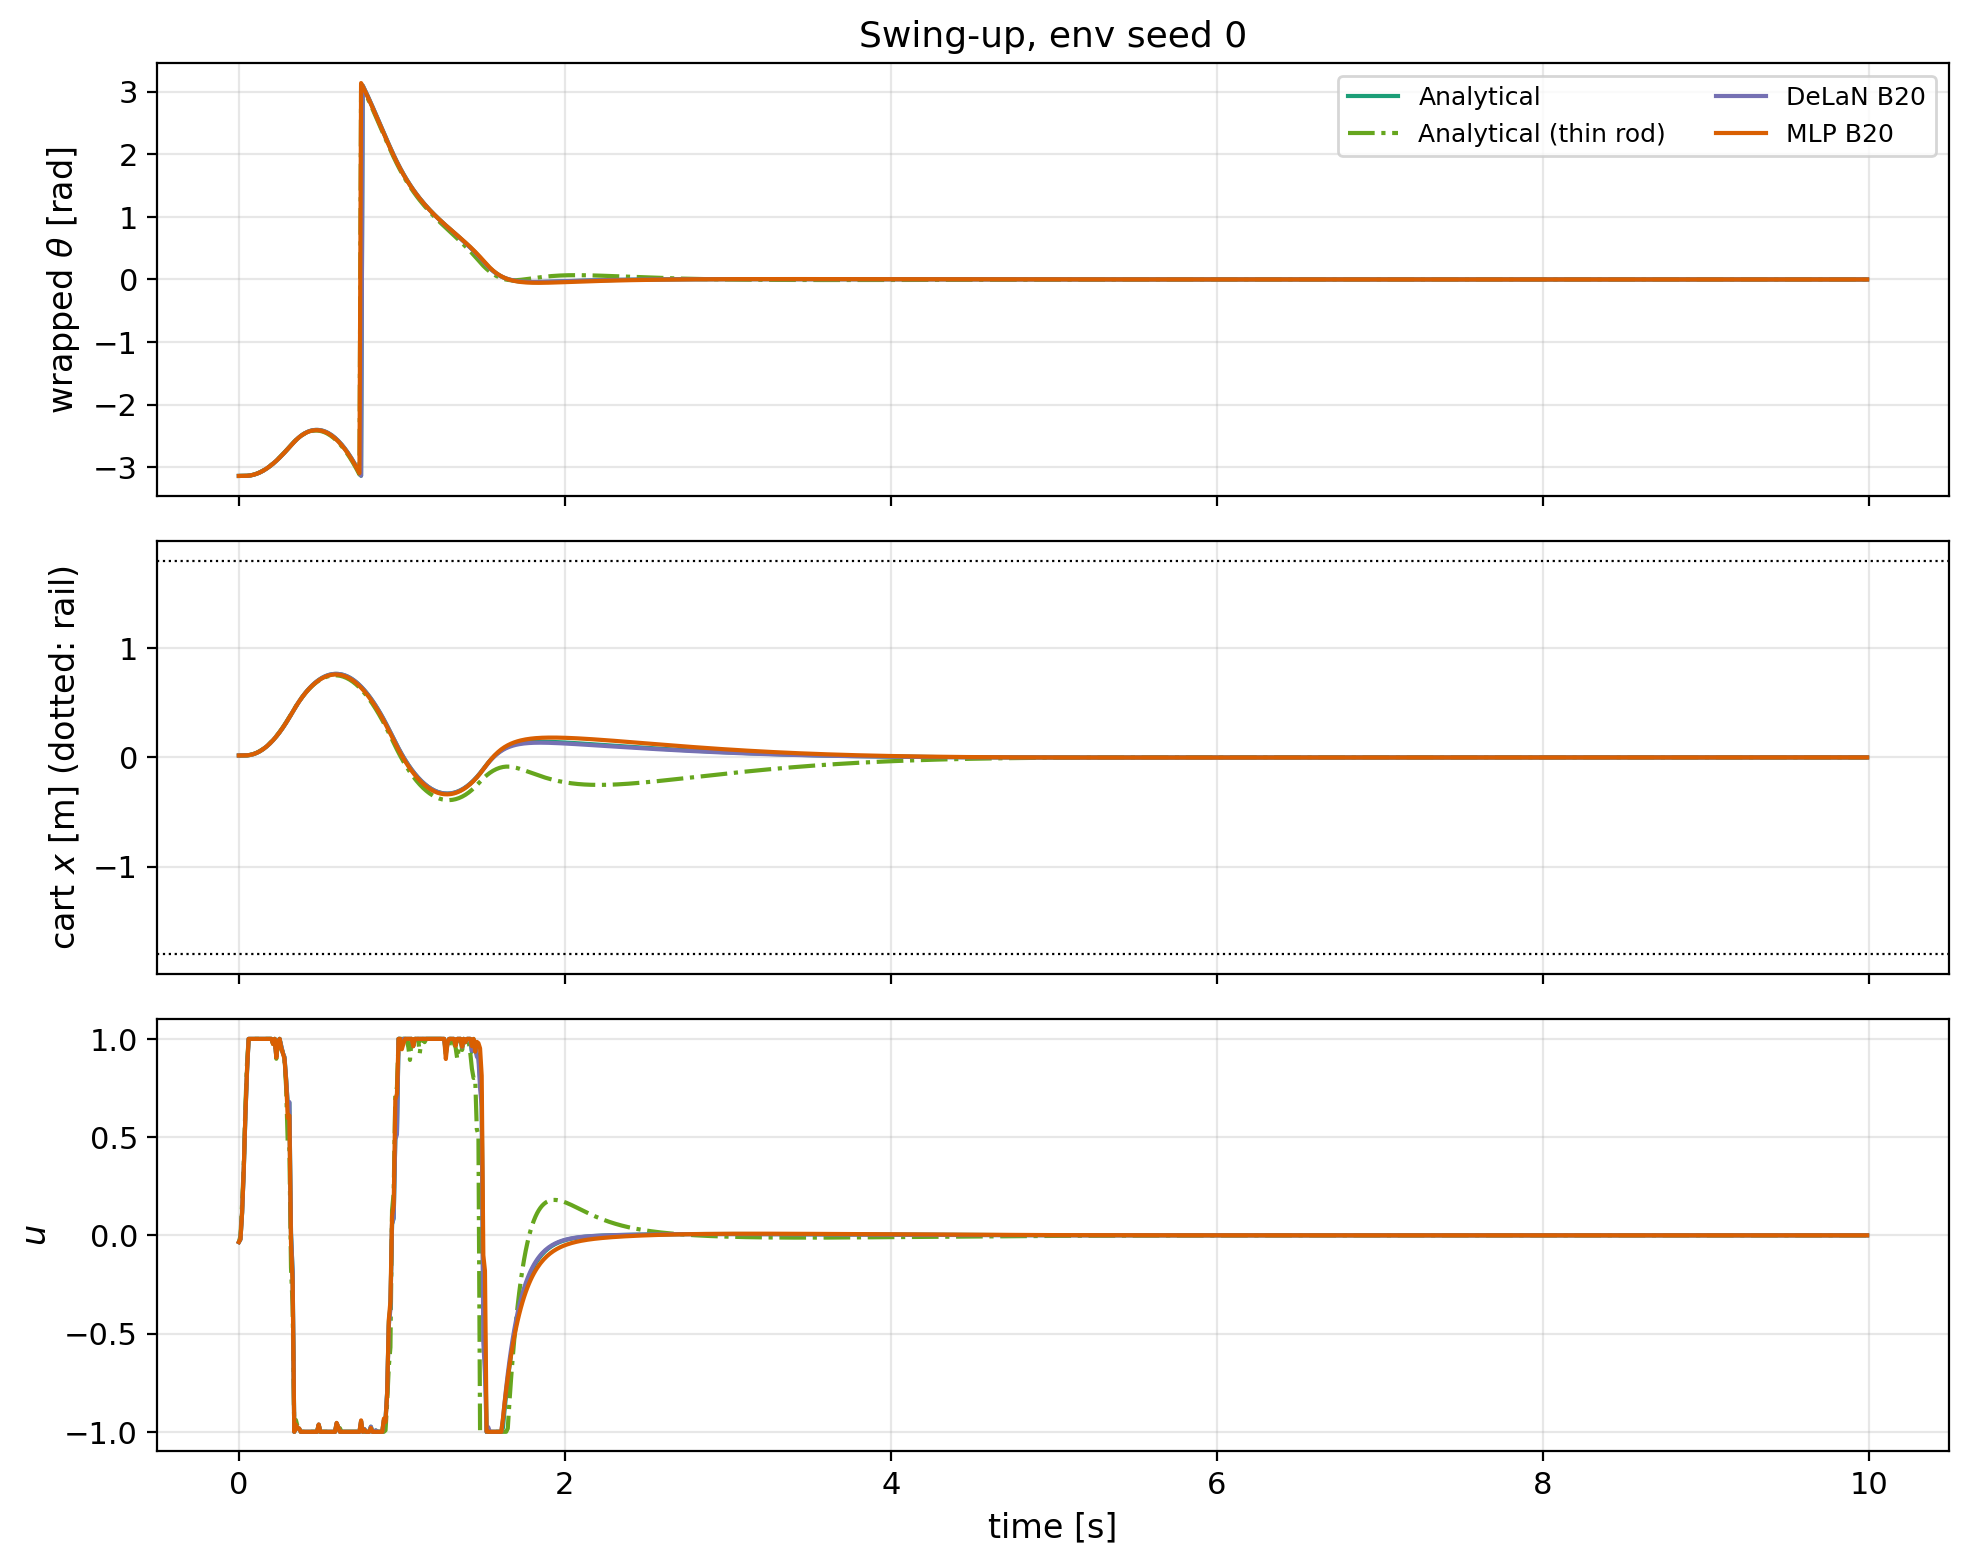 Swing-up, env seed 0
Analytical
Analytical (thin rod)
DeLaN B20
MLP B20
wrapped θ [rad]
3
2
1
0
−1
−2
−3
cart x [m] (dotted: rail)
1
0
−1
u
1.0
0.5
0.0
−0.5
−1.0
0 2 4 6 8 10
time [s]